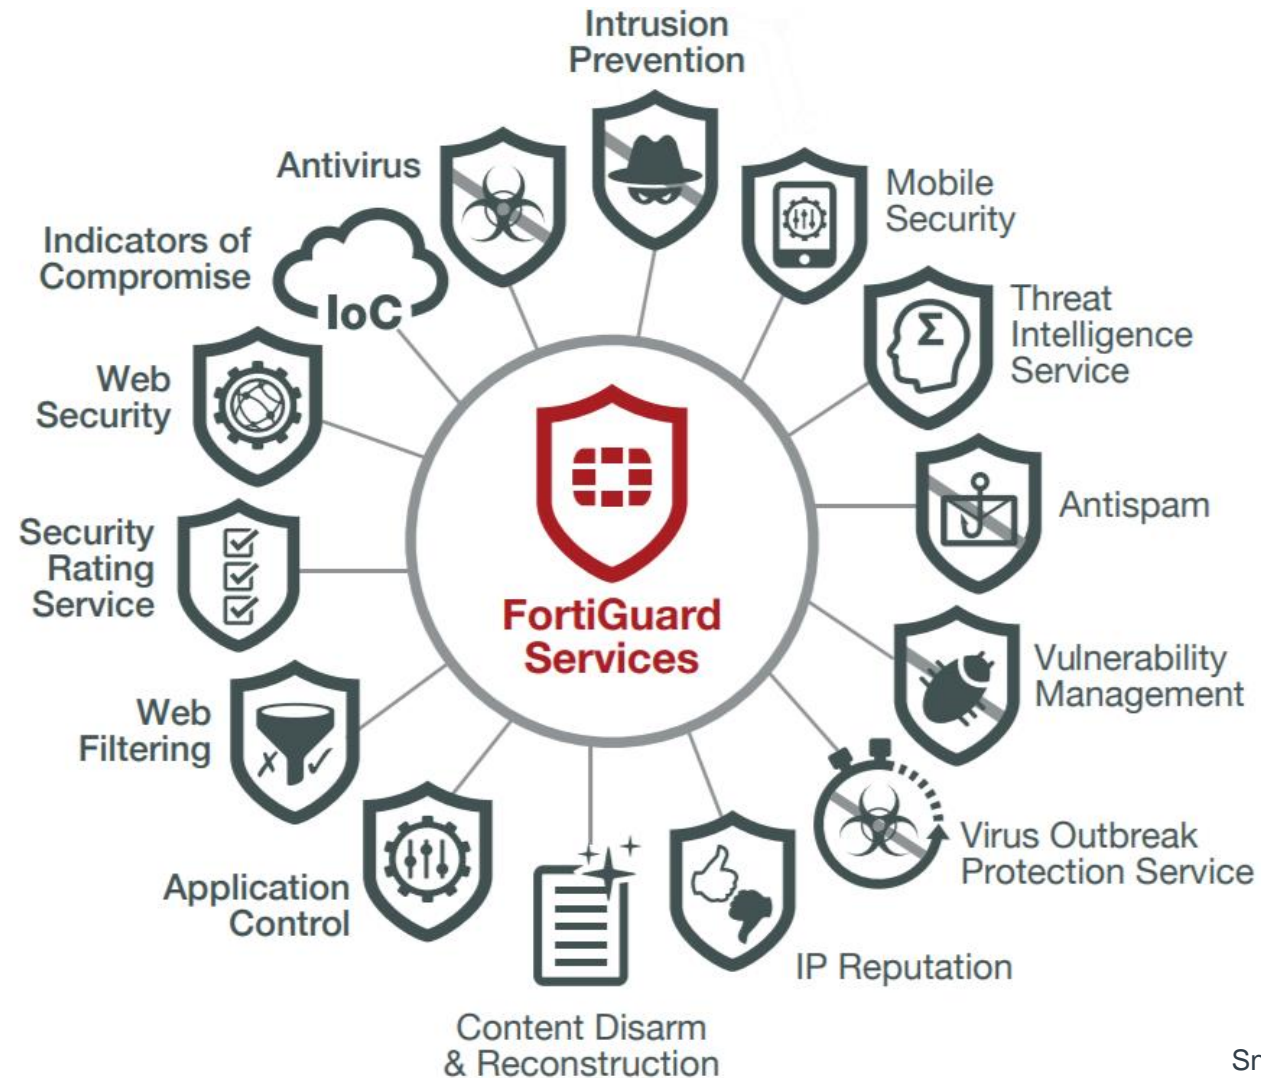 Intrusion
Prevention
Antivirus
Mobile
Security
Indicators of
Compromise
IoC
Threat
Intelligence
Service
Σ
Web
Security
Antispam
Security
Rating
Service
FortiGuard
Services
Vulnerability
Management
Web
Filtering
Virus Outbreak
Protection Service
Application
Control
IP Reputation
Content Disarm
& Reconstruction